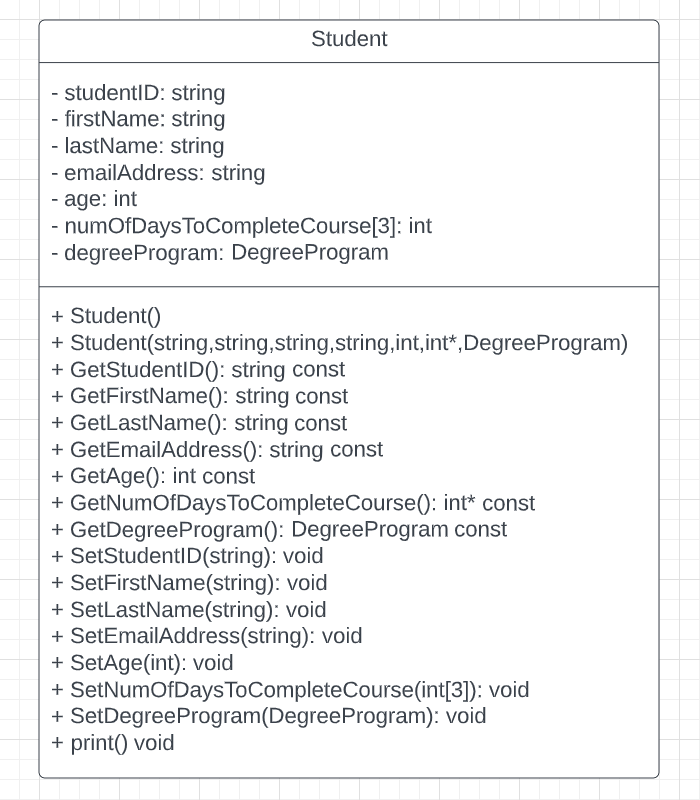 Student
- studentID: string
- firstName: string
- lastName: string
- emailAddress: string
- age: int
- numOfDaysToCompleteCourse[3]: int
- degreeProgram: DegreeProgram
+ Student()
+ Student(string,string,string,string,int,int*,DegreeProgram)
+ GetStudentID(): string const
+ GetFirstName(): string const
+ GetLastName(): string const
+ GetEmailAddress(): string const
+ GetAge(): int const
+ GetNumOfDaysToCompleteCourse(): int* const
+ GetDegreeProgram(): DegreeProgram const
+ SetStudentID(string): void
+ SetFirstName(string): void
+ SetLastName(string): void
+ SetEmailAddress(string): void
+ SetAge(int): void
+ SetNumOfDaysToCompleteCourse(int[3]): void
+ SetDegreeProgram(DegreeProgram): void
+ print() void